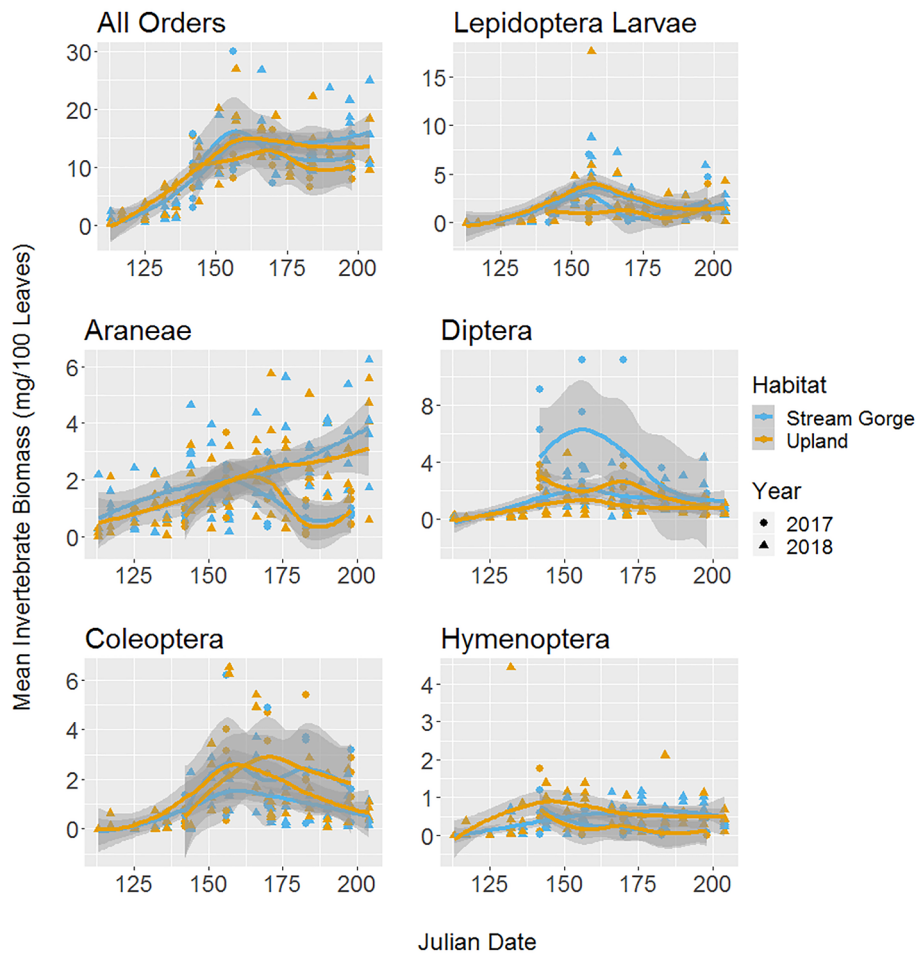 All Orders
Lepidoptera Larvae
30
20
10
0
15
10
5
0
125 150 175 200
125 150 175 200
Araneae
Diptera
6
4
2
0
8
4
0
125 150 175 200
125 150 175 200
Coleoptera
Hymenoptera
6
4
2
0
4
3
2
1
0
125 150 175 200
125 150 175 200
Mean Invertebrate Biomass (mg/100 Leaves)
Julian Date
Habitat
Stream Gorge
Upland
Year
2017
2018